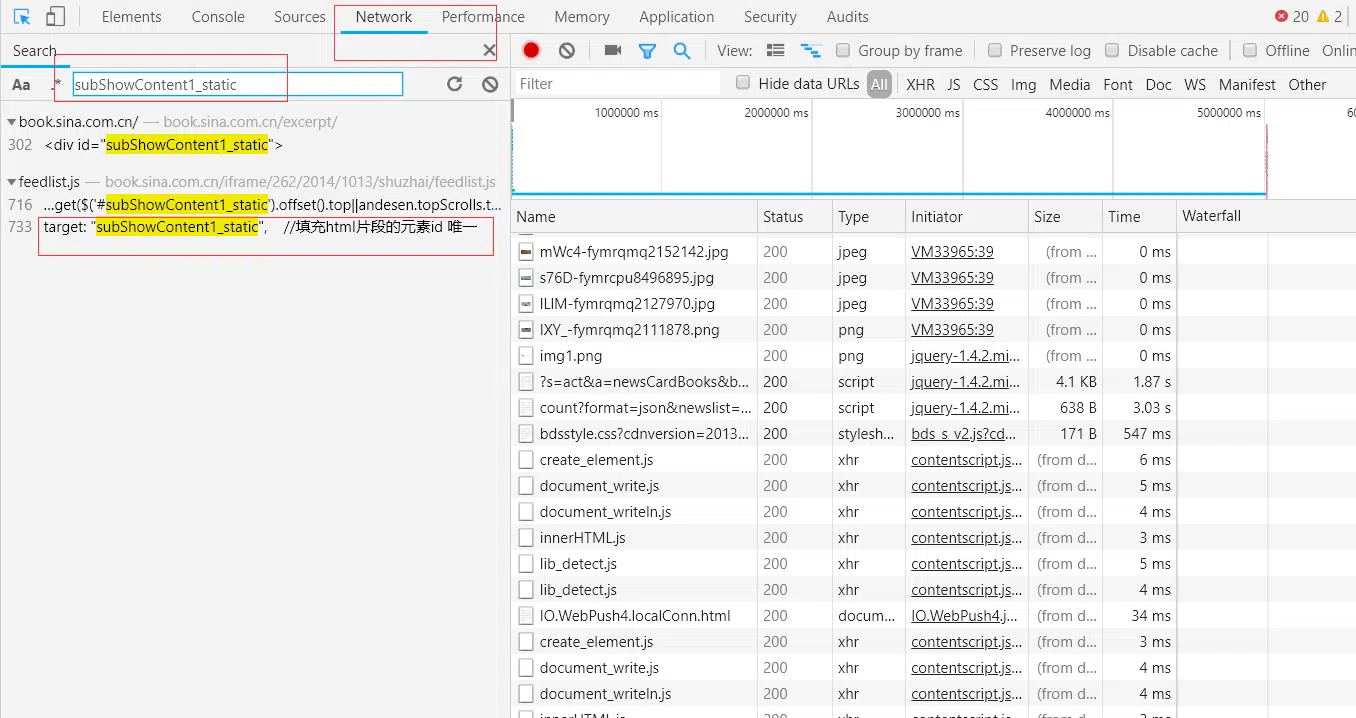 Elements Console Sources Network Performance Memory Application Security Audits 20 2
Search
Group by frame Preserve log Disable cache Offline Onlin
View:
Aa .* subShowContent1_static
Filter Hide data URLs All XHR JS CSS Img Media Font Doc WS Manifest Other
1000000 ms 2000000 ms 3000000 ms 4000000 ms 5000000 ms 60
book.sina.com.cn/ — book.sina.com.cn/excerpt/
302 <div id="subShowContent1_static">
feedlist.js — book.sina.com.cn/iframe/262/2014/1013/shuzhai/feedlist.js
716 ...get($('#subShowContent1_static').offset().top||andesen.topScrolls.t...
733 target: "subShowContent1_static", //填充html片段的元素id 唯一
Name Status Type Initiator Size Time Waterfall
mWc4-fymrqmq2152142.jpg 200 jpeg VM33965:39 (from ... 0 ms
s76D-fymrcpu8496895.jpg 200 jpeg VM33965:39 (from ... 0 ms
lLIM-fymrqmq2127970.jpg 200 jpeg VM33965:39 (from ... 0 ms
IXY_-fymrqmq2111878.png 200 png VM33965:39 (from ... 0 ms
img1.png 200 png jquery-1.4.2.mi... (from ... 0 ms
?s=act&a=newsCardBooks&b... 200 script jquery-1.4.2.mi... 4.1 KB 1.87 s
count?format=json&newslist=... 200 script jquery-1.4.2.mi... 638 B 3.03 s
bdsstyle.css?cdnversion=2013... 200 stylesh... bds_s_v2.js?cd... 171 B 547 ms
create_element.js 200 xhr contentscript.js... (from d... 6 ms
document_write.js 200 xhr contentscript.js... (from d... 5 ms
document_writeln.js 200 xhr contentscript.js... (from d... 4 ms
innerHTML.js 200 xhr contentscript.js... (from d... 3 ms
lib_detect.js 200 xhr contentscript.js... (from d... 5 ms
lib_detect.js 200 xhr contentscript.js... (from d... 4 ms
IO.WebPush4.localConn.html 200 docum... IO.WebPush4.j... (from d... 34 ms
create_element.js 200 xhr contentscript.js... (from d... 3 ms
document_write.js 200 xhr contentscript.js... (from d... 4 ms
document_writeln.js 200 xhr contentscript.js... (from d... 4 ms